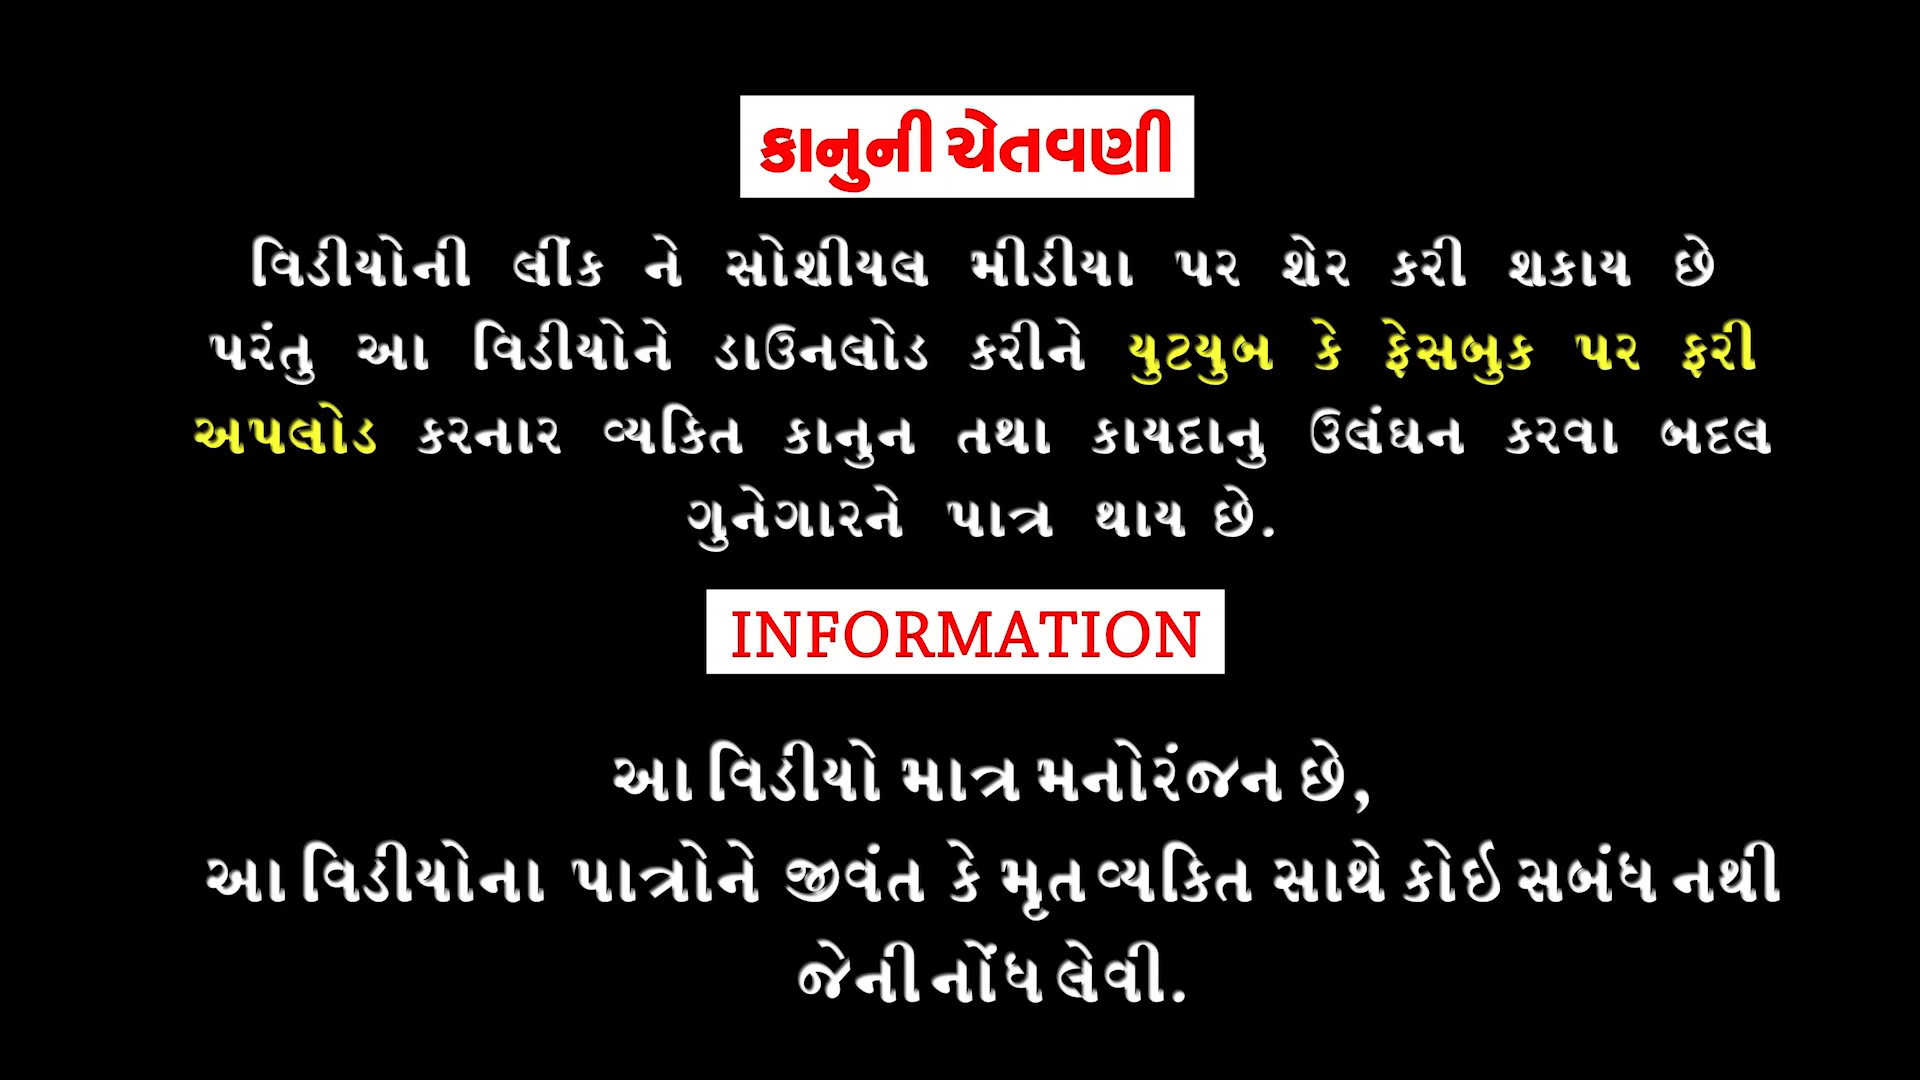 કાનુની ચેતવણી
વિડીયોની લીંક ને સોશીયલ મીડીયા પર શેર કરી શકાય છે
પરંતુ આ વિડીયોને ડાઉનલોડ કરીને યુટયુબ કે ફેસબુક પર ફરી
અપલોડ કરનાર વ્યકિત કાનુન તથા કાયદાનુ ઉલંઘન કરવા બદલ
ગુનેગારને પાત્ર થાય છે.
INFORMATION
આ વિડીયો માત્ર મનોરંજન છે,
આ વિડીયોના પાત્રોને જીવંત કે મૃત વ્યકિત સાથે કોઇ સબંધ નથી
જેની નોંધ લેવી.